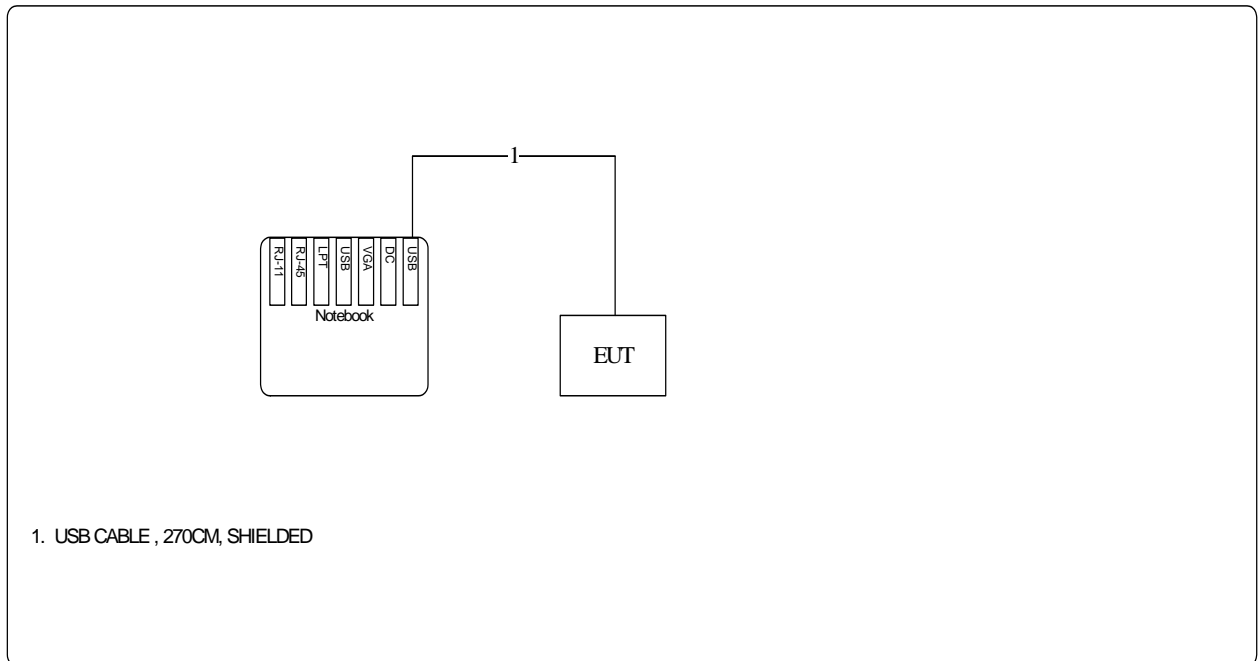 1
RJ-11
RJ-45
LPT
USB
VGA
DC
USB
Notebook
EUT
1. USB CABLE , 270CM, SHIELDED